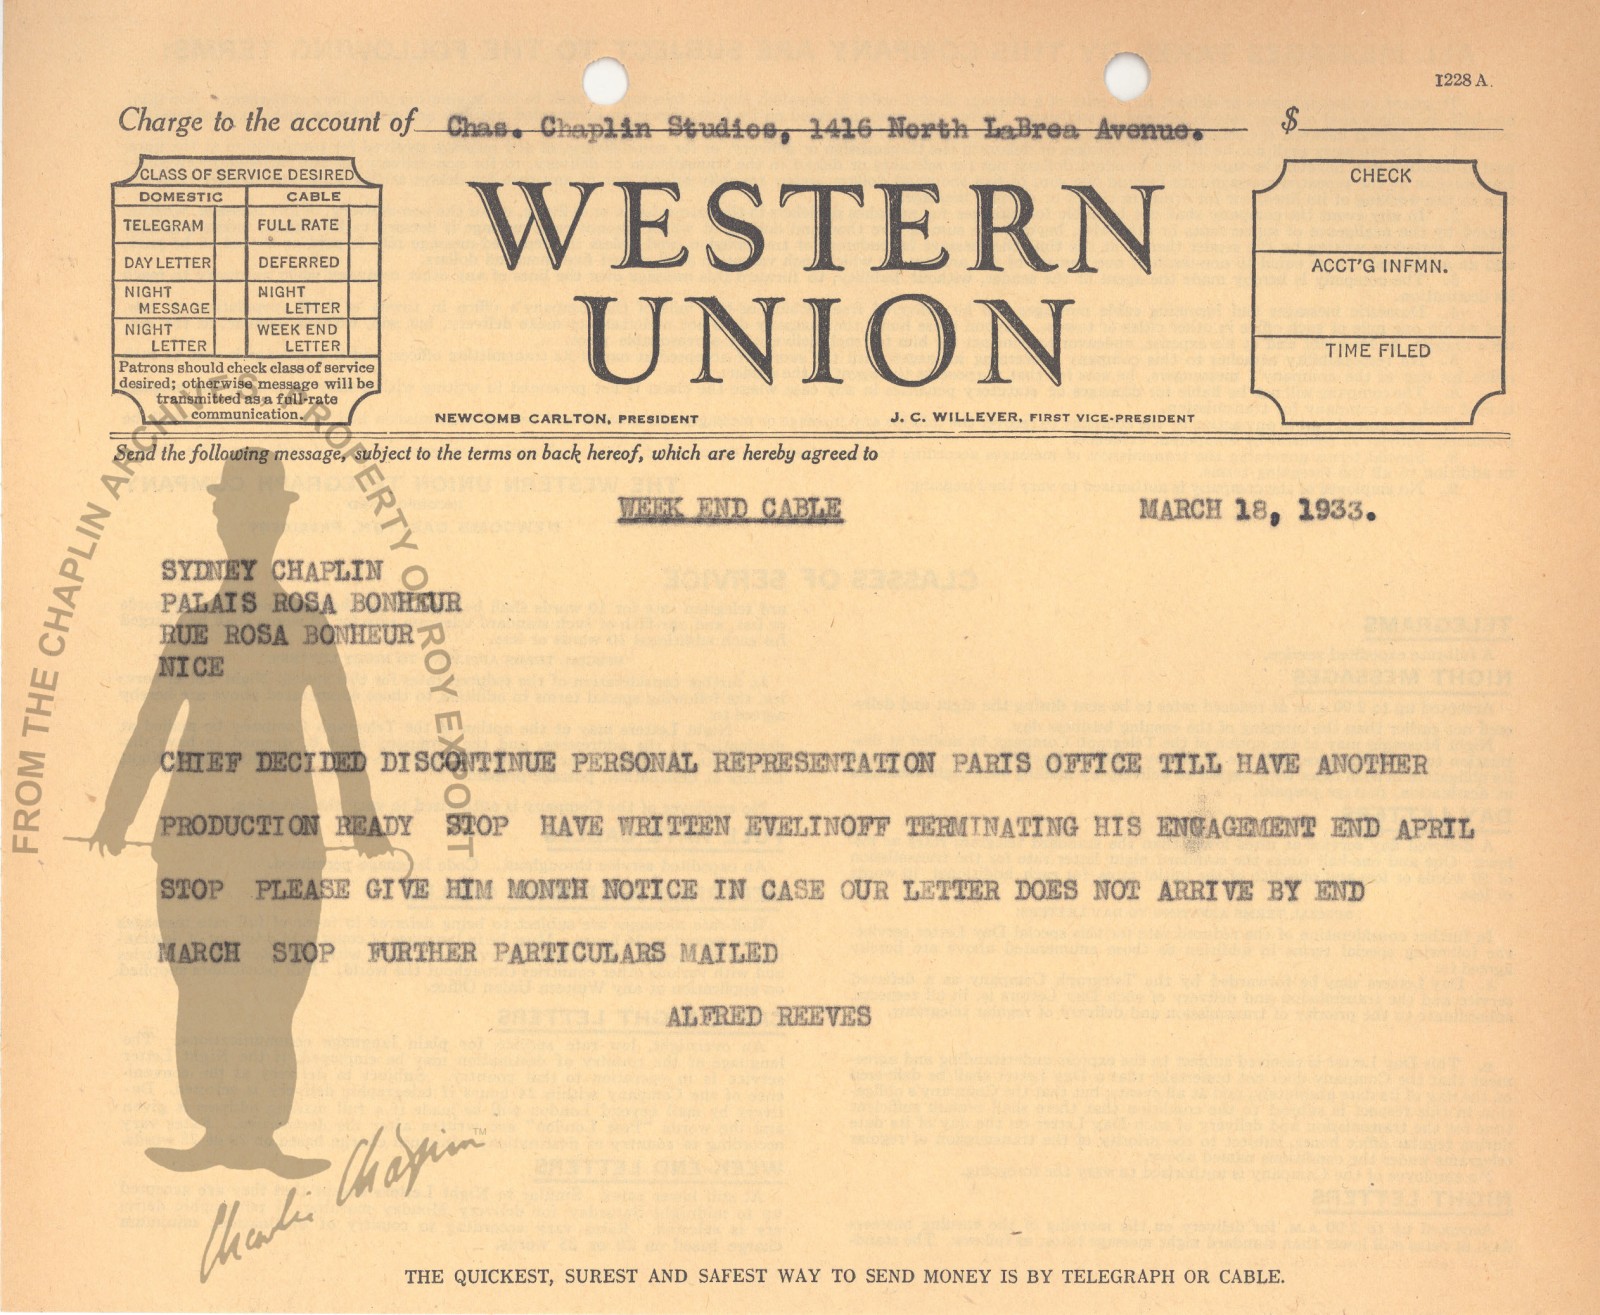 1228 A.
Charge to the account of Chas. Chaplin Studios, 1416 North LaBrea Avenue. $
CLASS OF SERVICE DESIRED
DOMESTIC CABLE
TELEGRAM FULL RATE
DAY LETTER DEFERRED
NIGHT MESSAGE NIGHT LETTER
NIGHT LETTER WEEK END LETTER
Patrons should check class of service
desired; otherwise message will be
transmitted as a full-rate
communication.
WESTERN
UNION
NEWCOMB CARLTON, PRESIDENT J. C. WILLEVER, FIRST VICE-PRESIDENT
CHECK
ACCT'G INFMN.
TIME FILED
Send the following message, subject to the terms on back hereof, which are hereby agreed to
WEEK END CABLE MARCH 18, 1933.
SYDNEY CHAPLIN
PALAIS ROSA BONHEUR
RUE ROSA BONHEUR
NICE
CHIEF DECIDED DISCONTINUE PERSONAL REPRESENTATION PARIS OFFICE TILL HAVE ANOTHER
PRODUCTION READY STOP HAVE WRITTEN EVELINOFF TERMINATING HIS ENGAGEMENT END APRIL
STOP PLEASE GIVE HIM MONTH NOTICE IN CASE OUR LETTER DOES NOT ARRIVE BY END
MARCH STOP FURTHER PARTICULARS MAILED
ALFRED REEVES
FROM THE CHAPLIN ARCHIVES PROPERTY OF ROY EXPORT
Charlie Chaplin TM
THE QUICKEST, SUREST AND SAFEST WAY TO SEND MONEY IS BY TELEGRAPH OR CABLE.